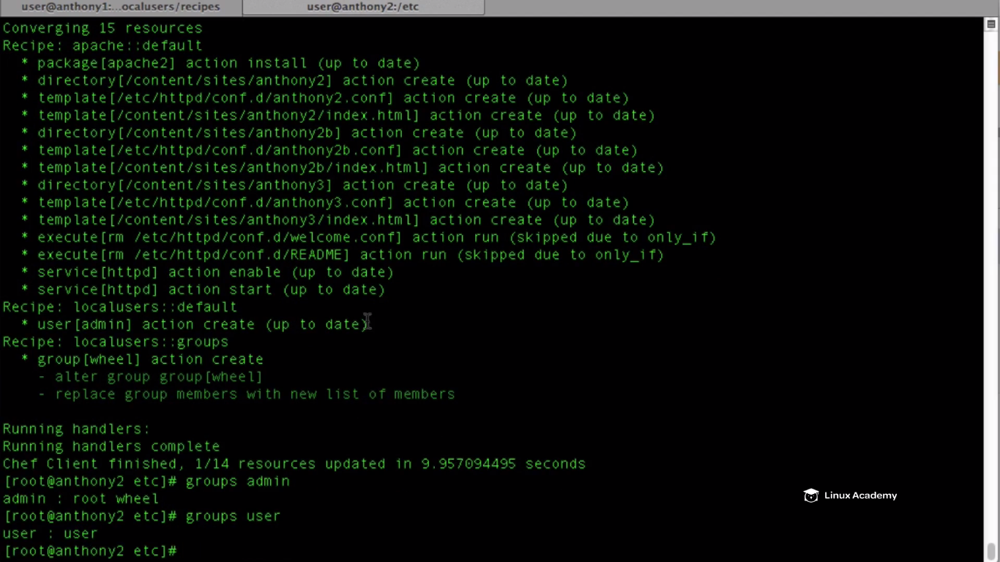 user@anthony1:...ocalusers/recipes
user@anthony2:/etc
Converging 15 resources
Recipe: apache::default
* package[apache2] action install (up to date)
* directory[/content/sites/anthony2] action create (up to date)
* template[/etc/httpd/conf.d/anthony2.conf] action create (up to date)
* template[/content/sites/anthony2/index.html] action create (up to date)
* directory[/content/sites/anthony2b] action create (up to date)
* template[/etc/httpd/conf.d/anthony2b.conf] action create (up to date)
* template[/content/sites/anthony2b/index.html] action create (up to date)
* directory[/content/sites/anthony3] action create (up to date)
* template[/etc/httpd/conf.d/anthony3.conf] action create (up to date)
* template[/content/sites/anthony3/index.html] action create (up to date)
* execute[rm /etc/httpd/conf.d/welcome.conf] action run (skipped due to only_if)
* execute[rm /etc/httpd/conf.d/README] action run (skipped due to only_if)
* service[httpd] action enable (up to date)
* service[httpd] action start (up to date)
Recipe: localusers::default
* user[admin] action create (up to date)
Recipe: localusers::groups
* group[wheel] action create
- alter group group[wheel]
- replace group members with new list of members
Running handlers:
Running handlers complete
Chef Client finished, 1/14 resources updated in 9.957094495 seconds
[root@anthony2 etc]# groups admin
admin : root wheel
[root@anthony2 etc]# groups user
user : user
[root@anthony2 etc]#
Linux Academy